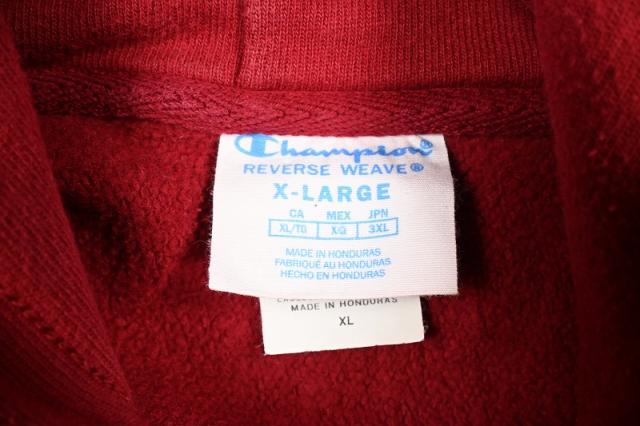 Champion®
REVERSE WEAVE®
X-LARGE
CA MEX JPN
XL/TG XG 3XL
MADE IN HONDURAS
FABRIQUÉ AU HONDURAS
HECHO EN HONDURAS
MADE IN HONDURAS
XL